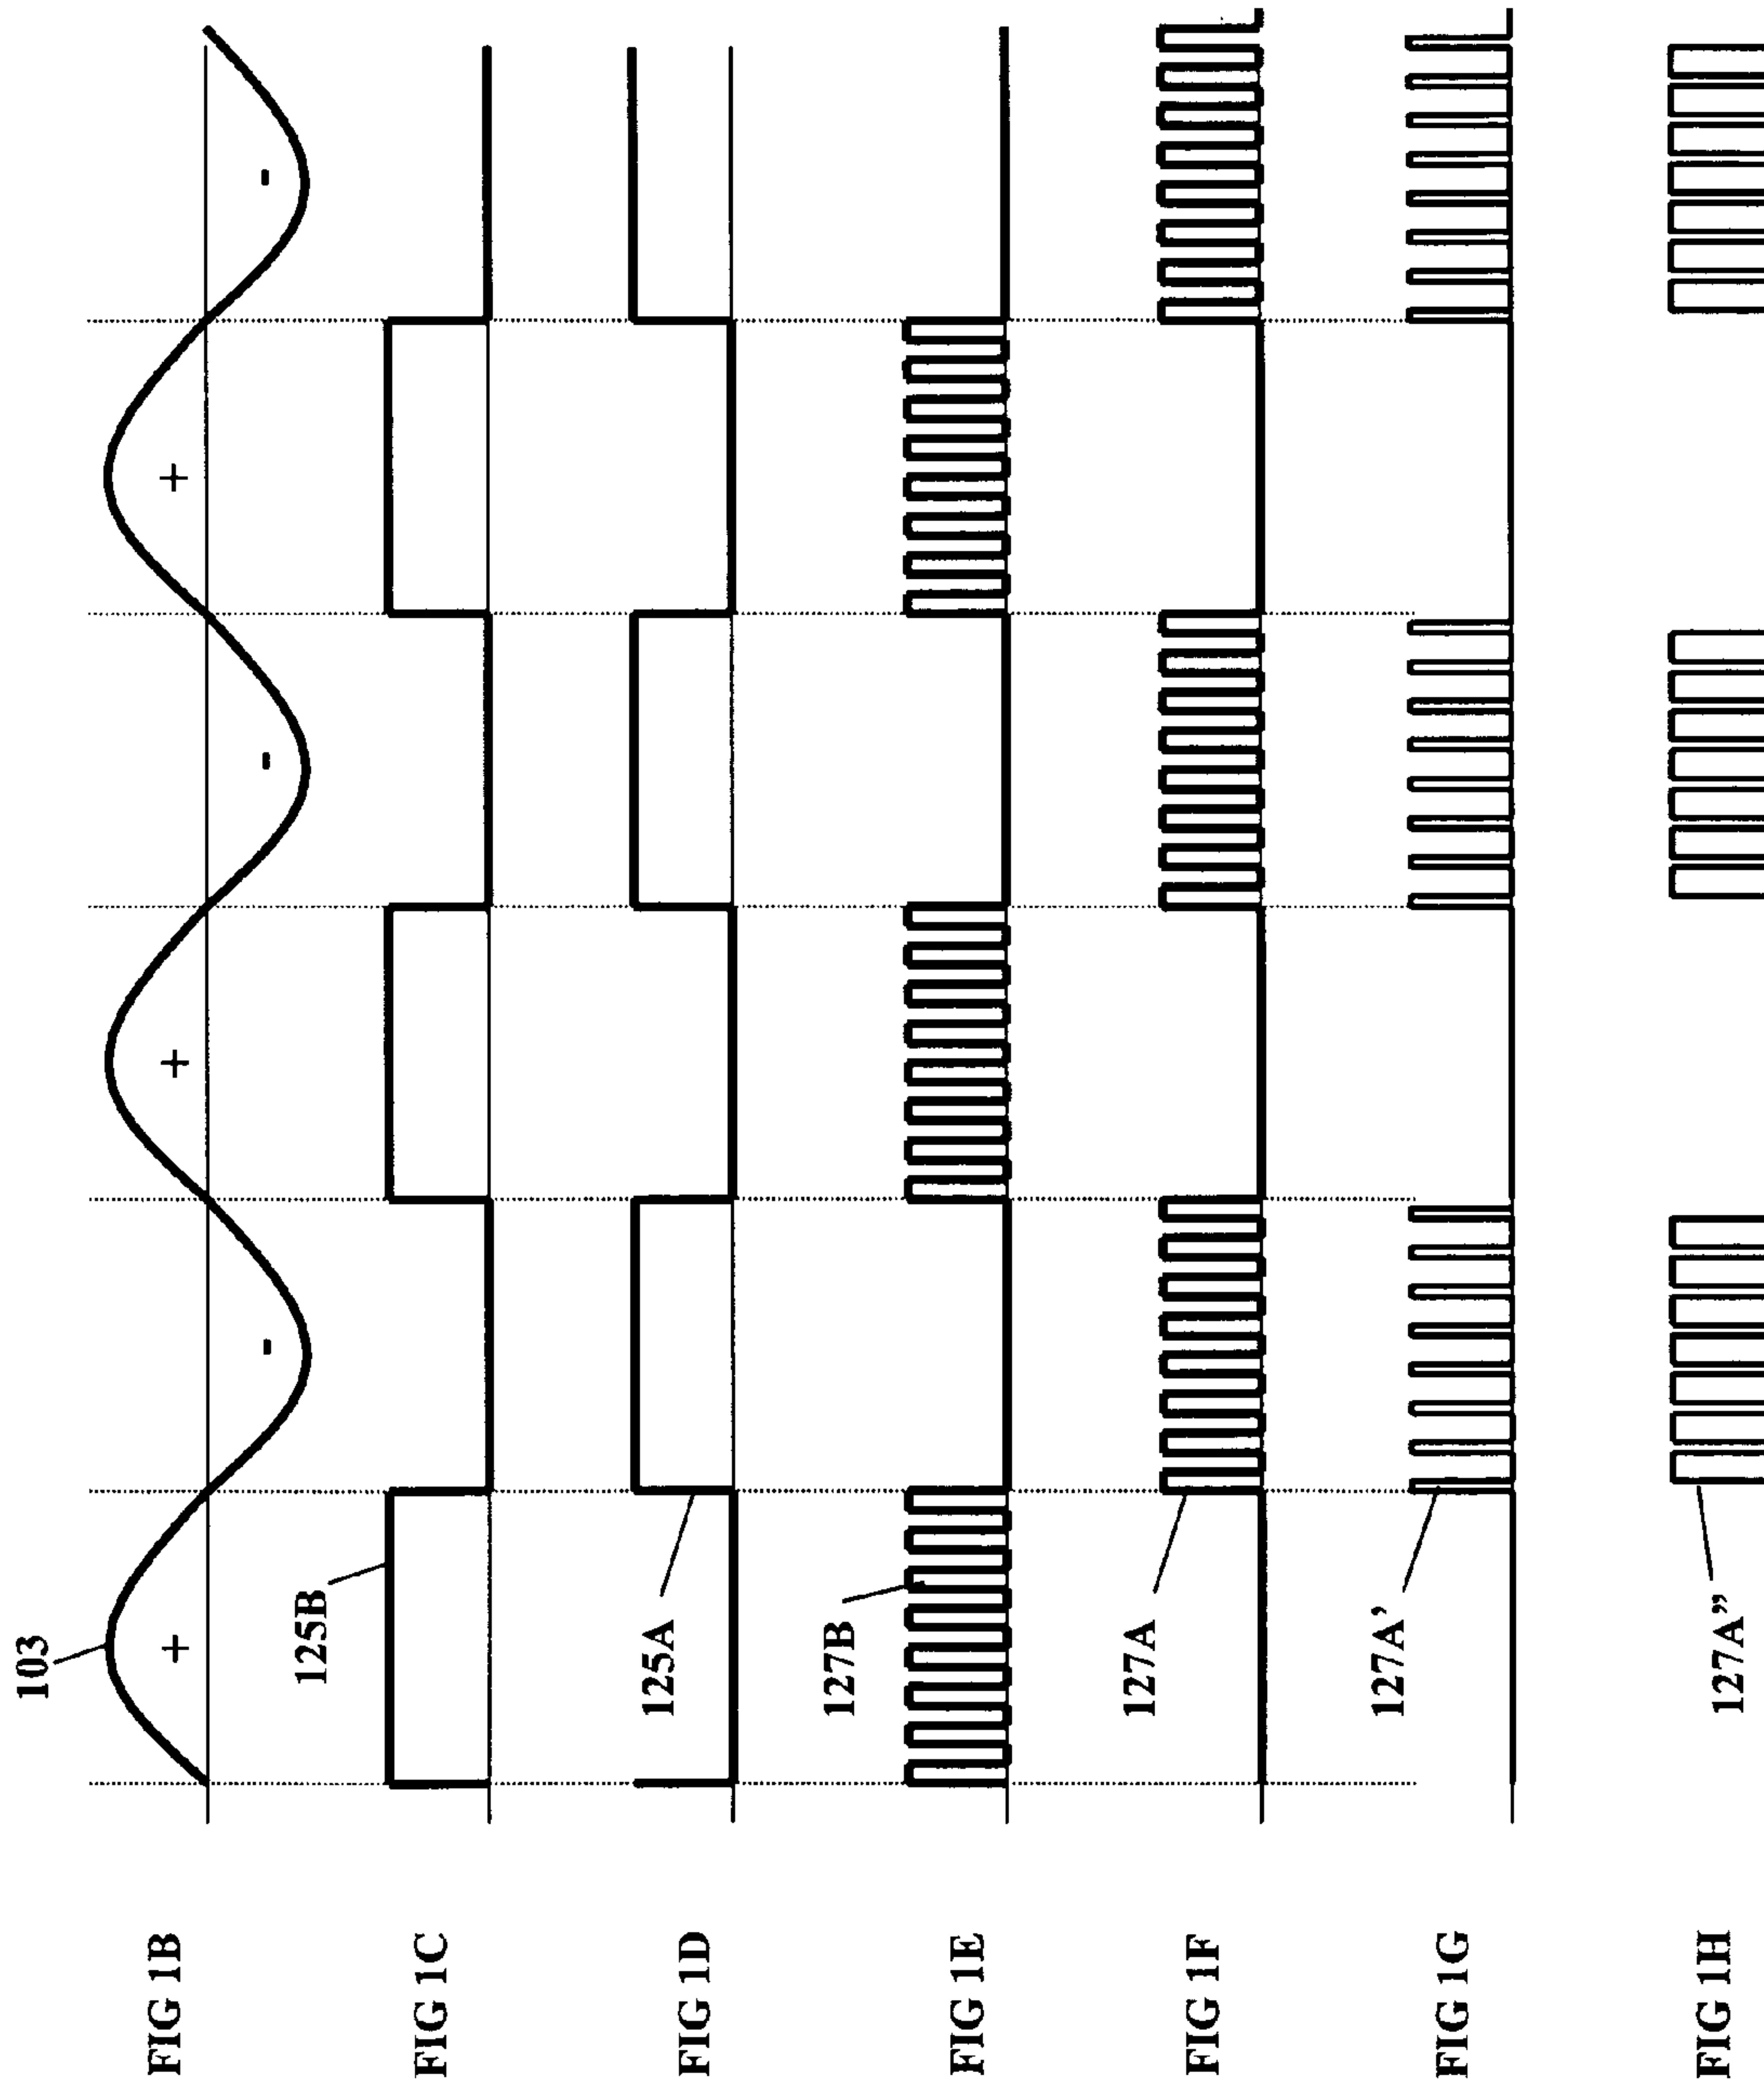 FIG 1B
103
+ - + - + -
FIG 1C
125B
FIG 1D
125A
FIG 1E
127B
FIG 1F
127A
FIG 1G
127A'
FIG 1H
127A"